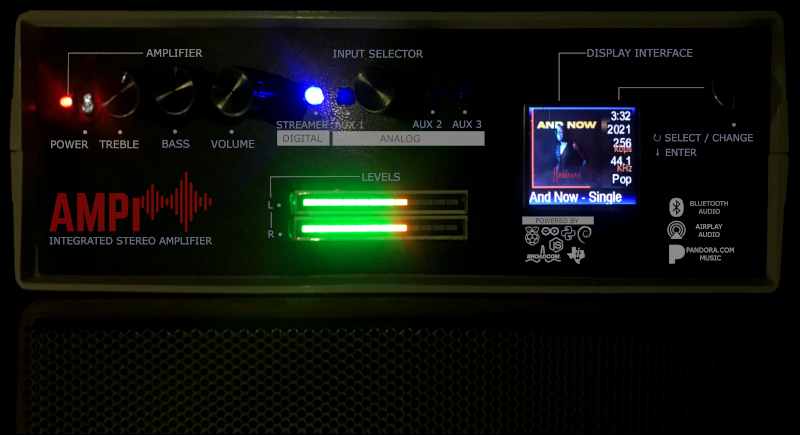 AMPLIFIER
INPUT SELECTOR
DISPLAY INTERFACE
POWER
TREBLE
BASS
VOLUME
STREAMER
AUX 1
AUX 2
AUX 3
DIGITAL
ANALOG
SELECT / CHANGE
ENTER
AMPI
INTEGRATED STEREO AMPLIFIER
LEVELS
L
R
AND NOW
3:32
2021
256
Kbps
44.1
KHz
Pop
And Now - Single
POWERED BY
BROADCOM
BLUETOOTH
AUDIO
AIRPLAY
AUDIO
PANDORA.COM
MUSIC